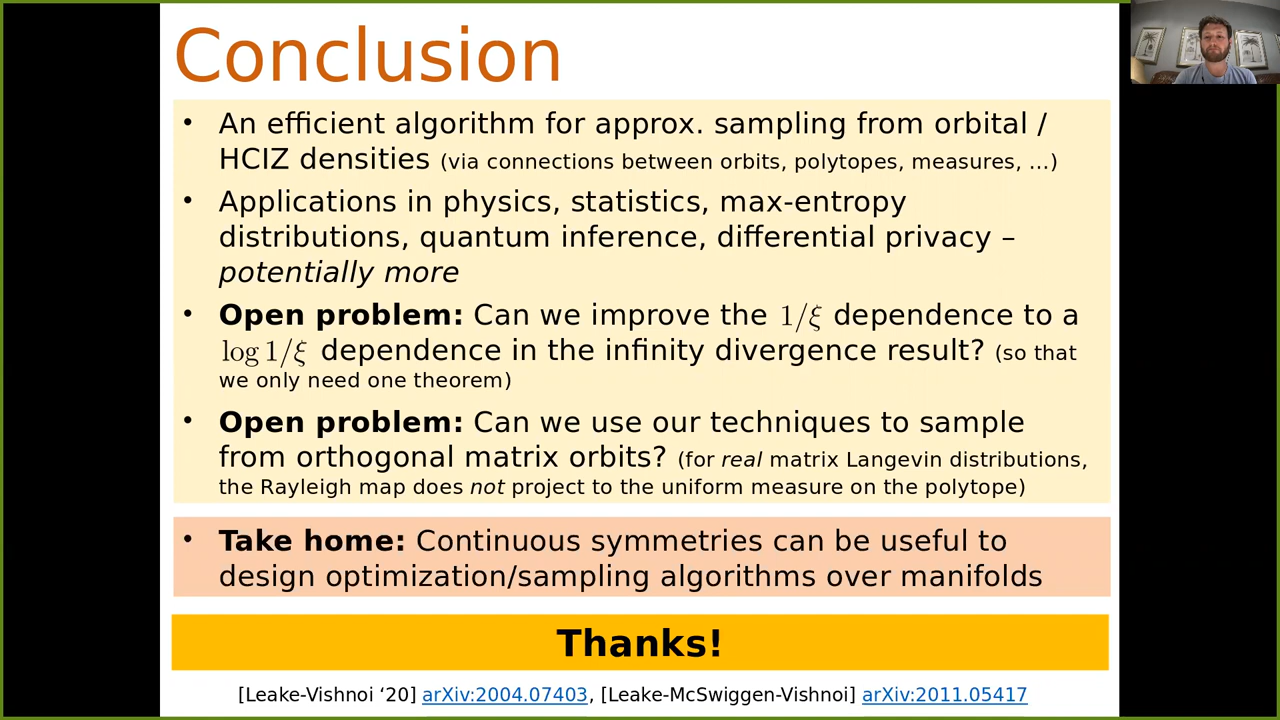 Conclusion
• An efficient algorithm for approx. sampling from orbital /
HCIZ densities (via connections between orbits, polytopes, measures, ...)
• Applications in physics, statistics, max-entropy
distributions, quantum inference, differential privacy –
potentially more
• Open problem: Can we improve the 1/ξ dependence to a
log 1/ξ dependence in the infinity divergence result? (so that
we only need one theorem)
• Open problem: Can we use our techniques to sample
from orthogonal matrix orbits? (for real matrix Langevin distributions,
the Rayleigh map does not project to the uniform measure on the polytope)
• Take home: Continuous symmetries can be useful to
design optimization/sampling algorithms over manifolds
Thanks!
[Leake-Vishnoi ‘20] arXiv:2004.07403, [Leake-McSwiggen-Vishnoi] arXiv:2011.05417